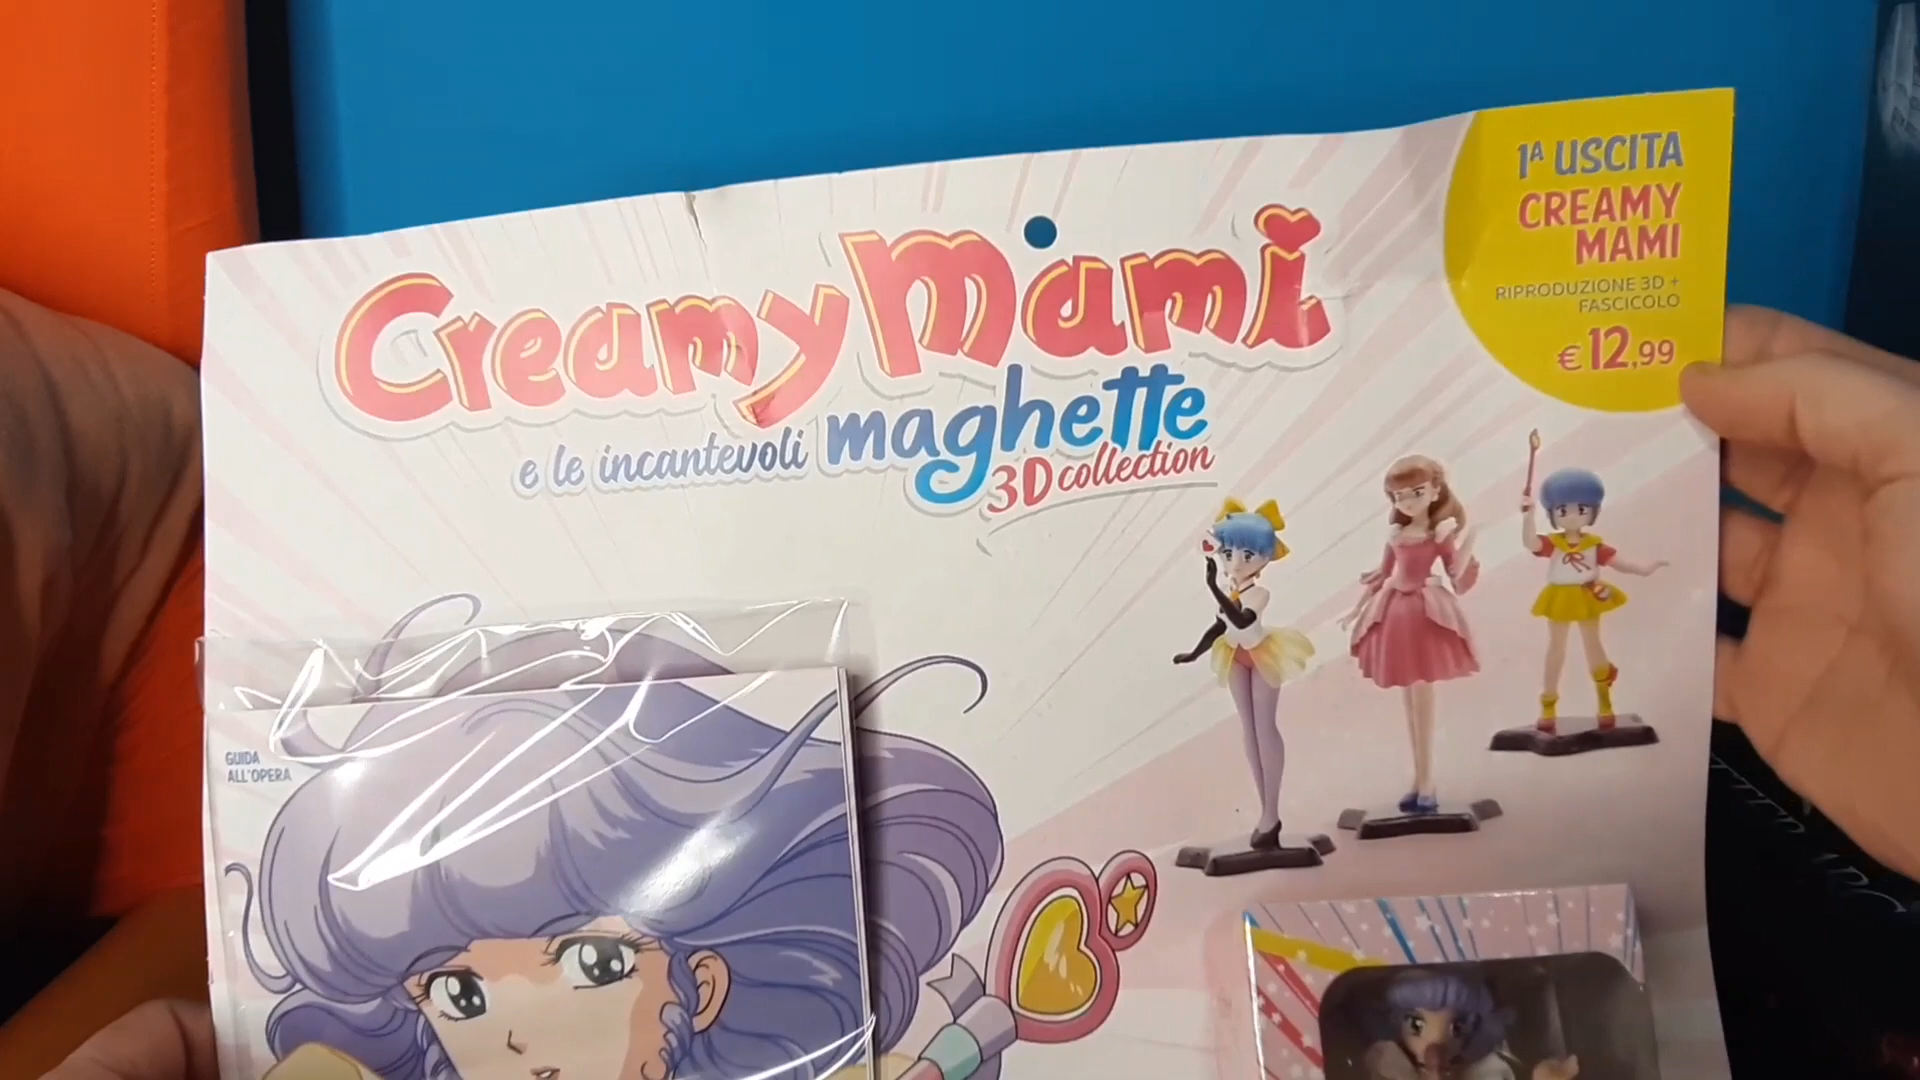 1ª USCITA
CREAMY
MAMI
RIPRODUZIONE 3D +
FASCICOLO
€ 12,99
Creamy Mami
e le incantevoli maghette
3D collection
GUIDA
ALL'OPERA